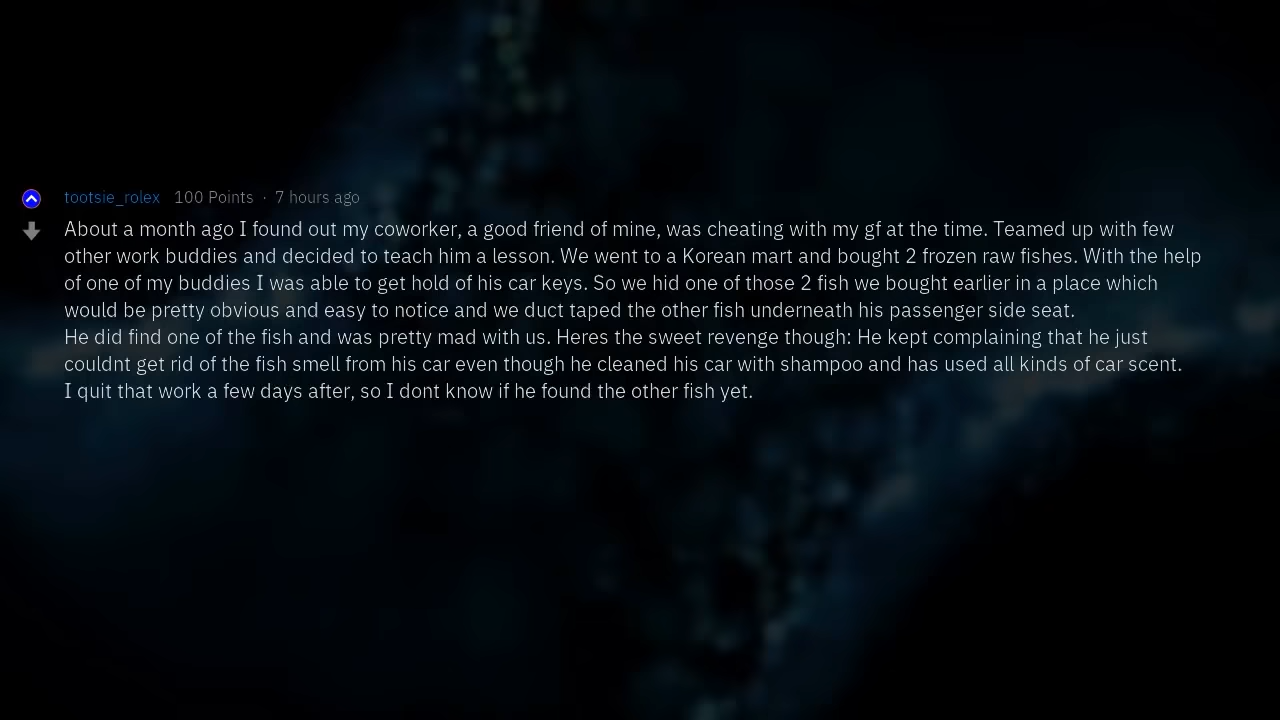 tootsie_rolex 100 Points · 7 hours ago
About a month ago I found out my coworker, a good friend of mine, was cheating with my gf at the time. Teamed up with few
other work buddies and decided to teach him a lesson. We went to a Korean mart and bought 2 frozen raw fishes. With the help
of one of my buddies I was able to get hold of his car keys. So we hid one of those 2 fish we bought earlier in a place which
would be pretty obvious and easy to notice and we duct taped the other fish underneath his passenger side seat.
He did find one of the fish and was pretty mad with us. Heres the sweet revenge though: He kept complaining that he just
couldnt get rid of the fish smell from his car even though he cleaned his car with shampoo and has used all kinds of car scent.
I quit that work a few days after, so I dont know if he found the other fish yet.